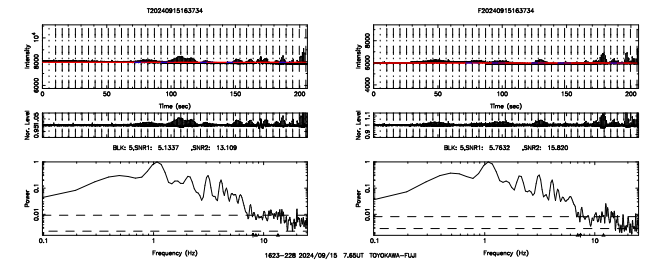 T20240915163734
F20240915163734
Intensity
10⁴
8000
6000
4000
0 50 100 150 200
Time (sec)
Intensity
8000
6000
4000
0 50 100 150 200
Time (sec)
Nor. Level
0.95 1 1.05
Nor. Level
0.9 1 1.1
BLK: 5,SNR1: 5.1337 ,SNR2: 13.109
BLK: 5,SNR1: 5.7632 ,SNR2: 15.820
Power
1
0.1
0.01
0.1 1 10
Frequency (Hz)
Power
1
0.1
0.01
0.1 1 10
Frequency (Hz)
1623-228 2024/09/15 7.65UT TOYOKAWA-FUJI